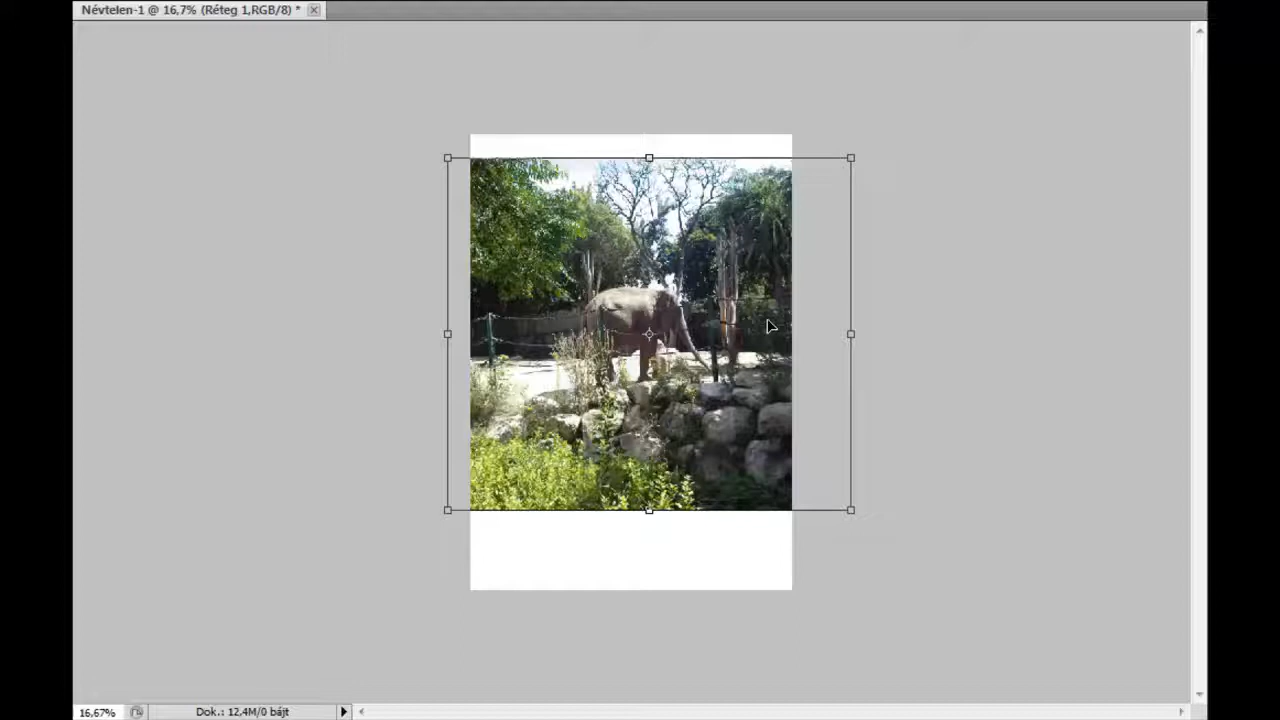 Névtelen-1 @ 16,7% (Réteg 1,RGB/8) *
16,67%
Dok.: 12,4M/0 bájt